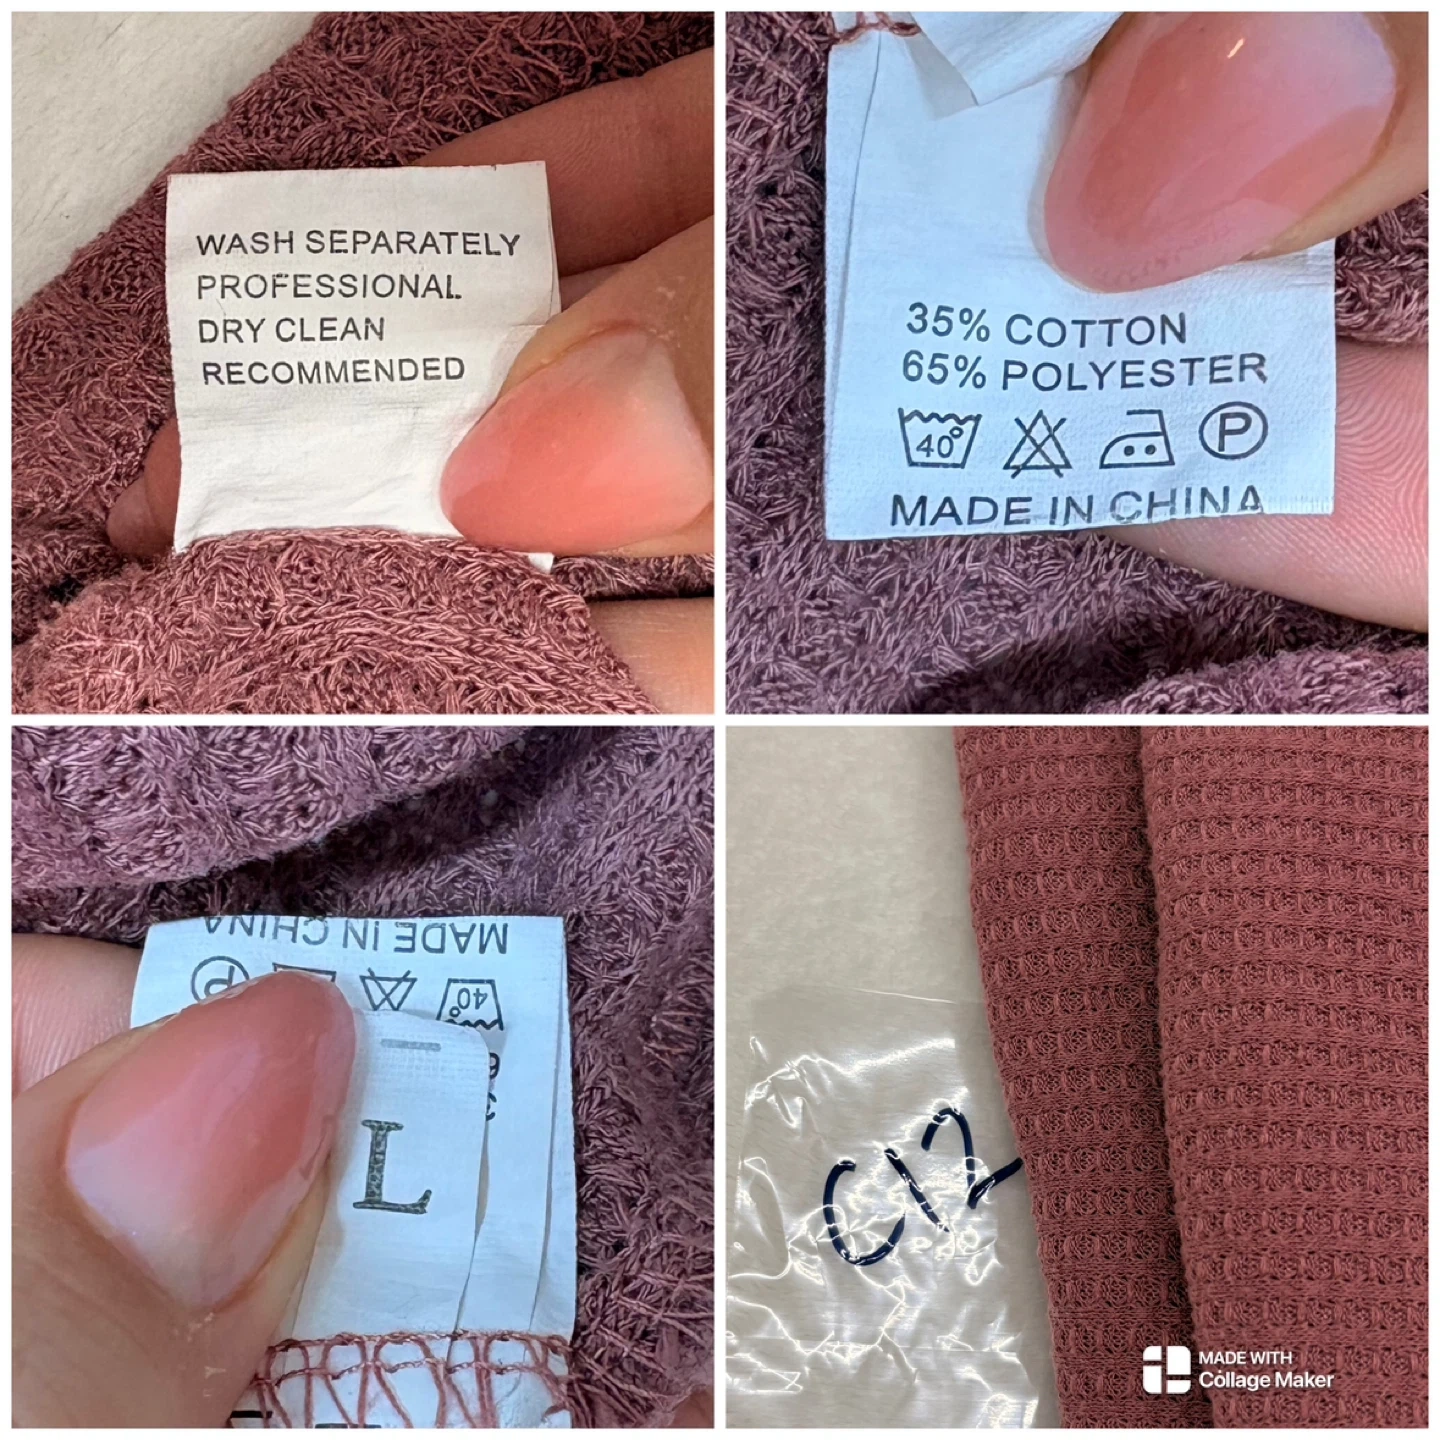 WASH SEPARATELY
PROFESSIONAL
DRY CLEAN
RECOMMENDED
35% COTTON
65% POLYESTER
40°
P
MADE IN CHINA
MADE IN CHINA
P
40°
L
C12
MADE WITH
Collage Maker